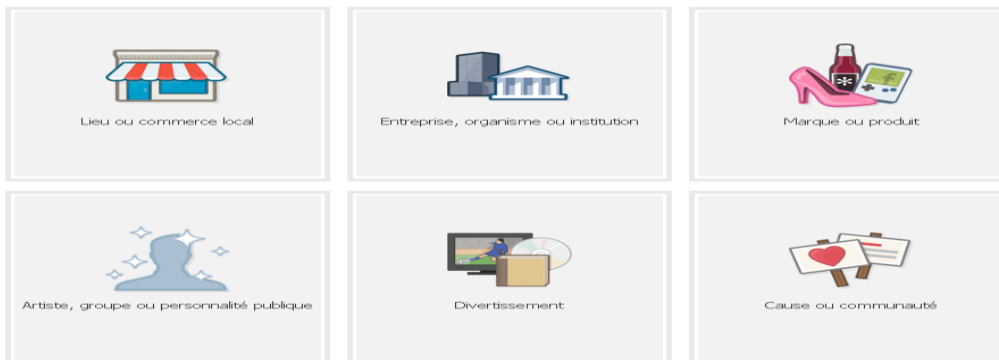 Lieu ou commerce local
Entreprise, organisme ou institution
Marque ou produit
Artiste, groupe ou personnalité publique
Divertissement
Cause ou communauté